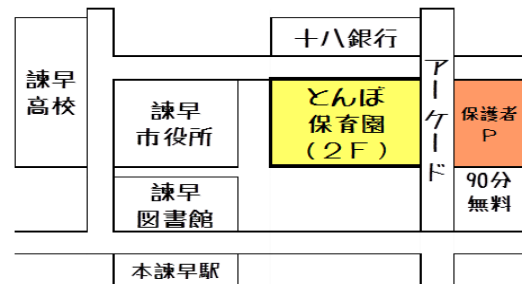 十八銀行
諫早
高校
諫早
市役所
とんぼ
保育園
(2F)
アーケード
保護者
P
90分
無料
諫早
図書館
本諫早駅